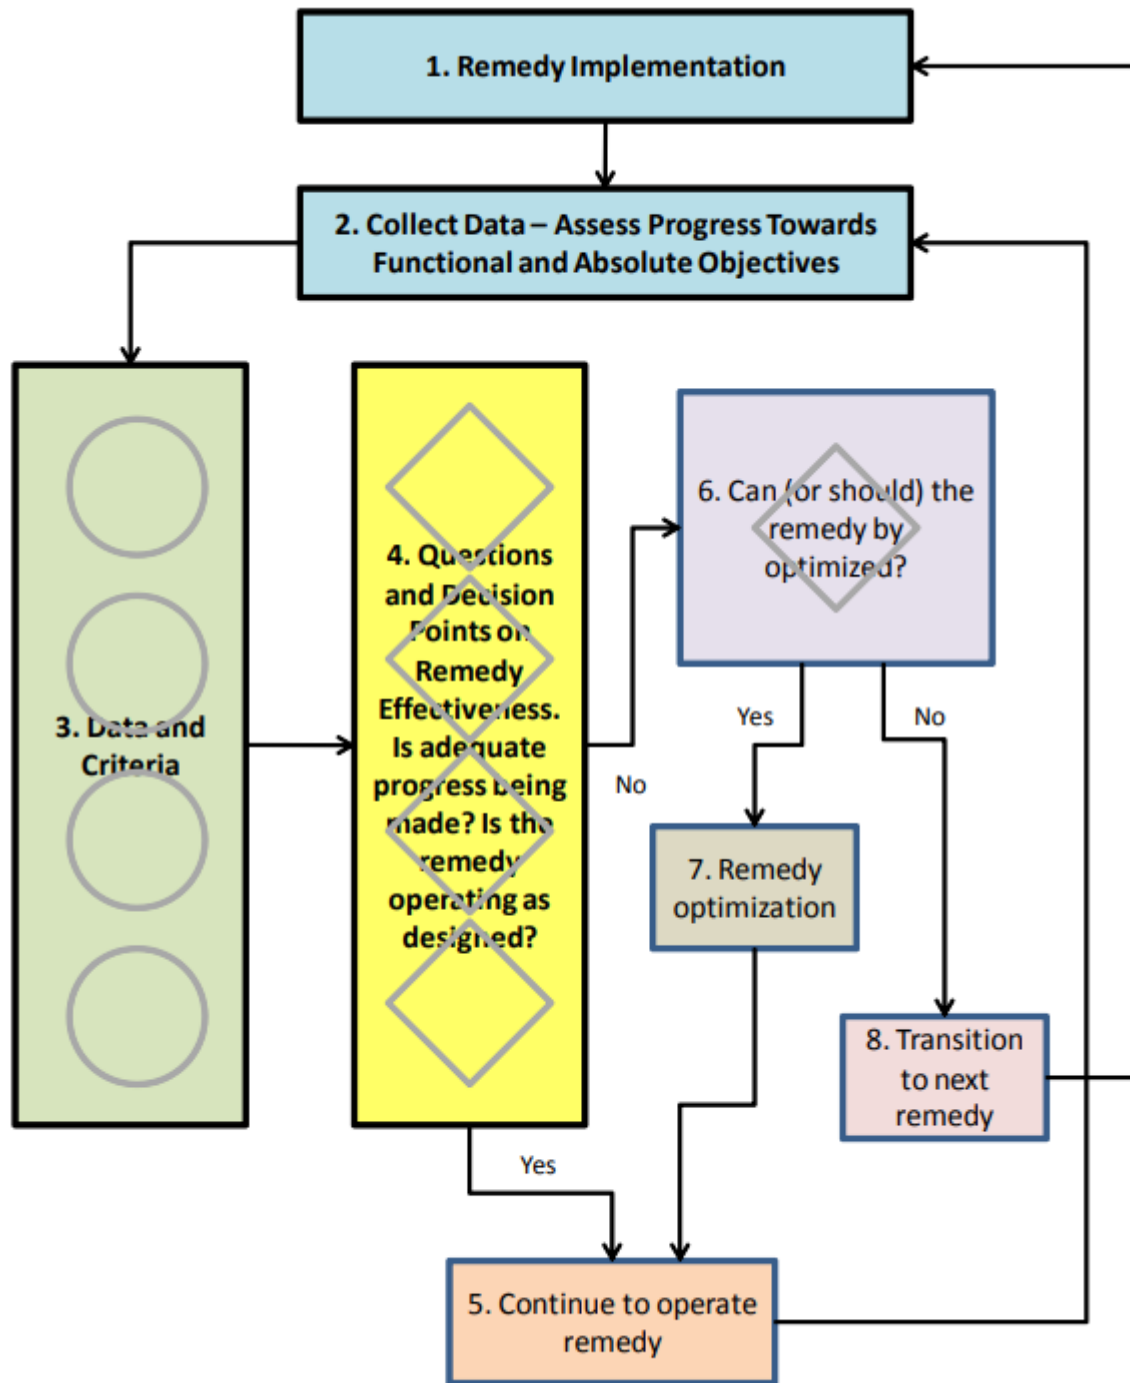 1. Remedy Implementation
2. Collect Data – Assess Progress Towards
Functional and Absolute Objectives
3. Data and
Criteria
4. Questions
and Decision
Points on
Remedy
Effectiveness.
Is adequate
progress being
made? Is the
remedy
operating as
designed?
No
Yes
6. Can (or should) the
remedy by
optimized?
Yes
No
7. Remedy
optimization
8. Transition
to next
remedy
5. Continue to operate
remedy